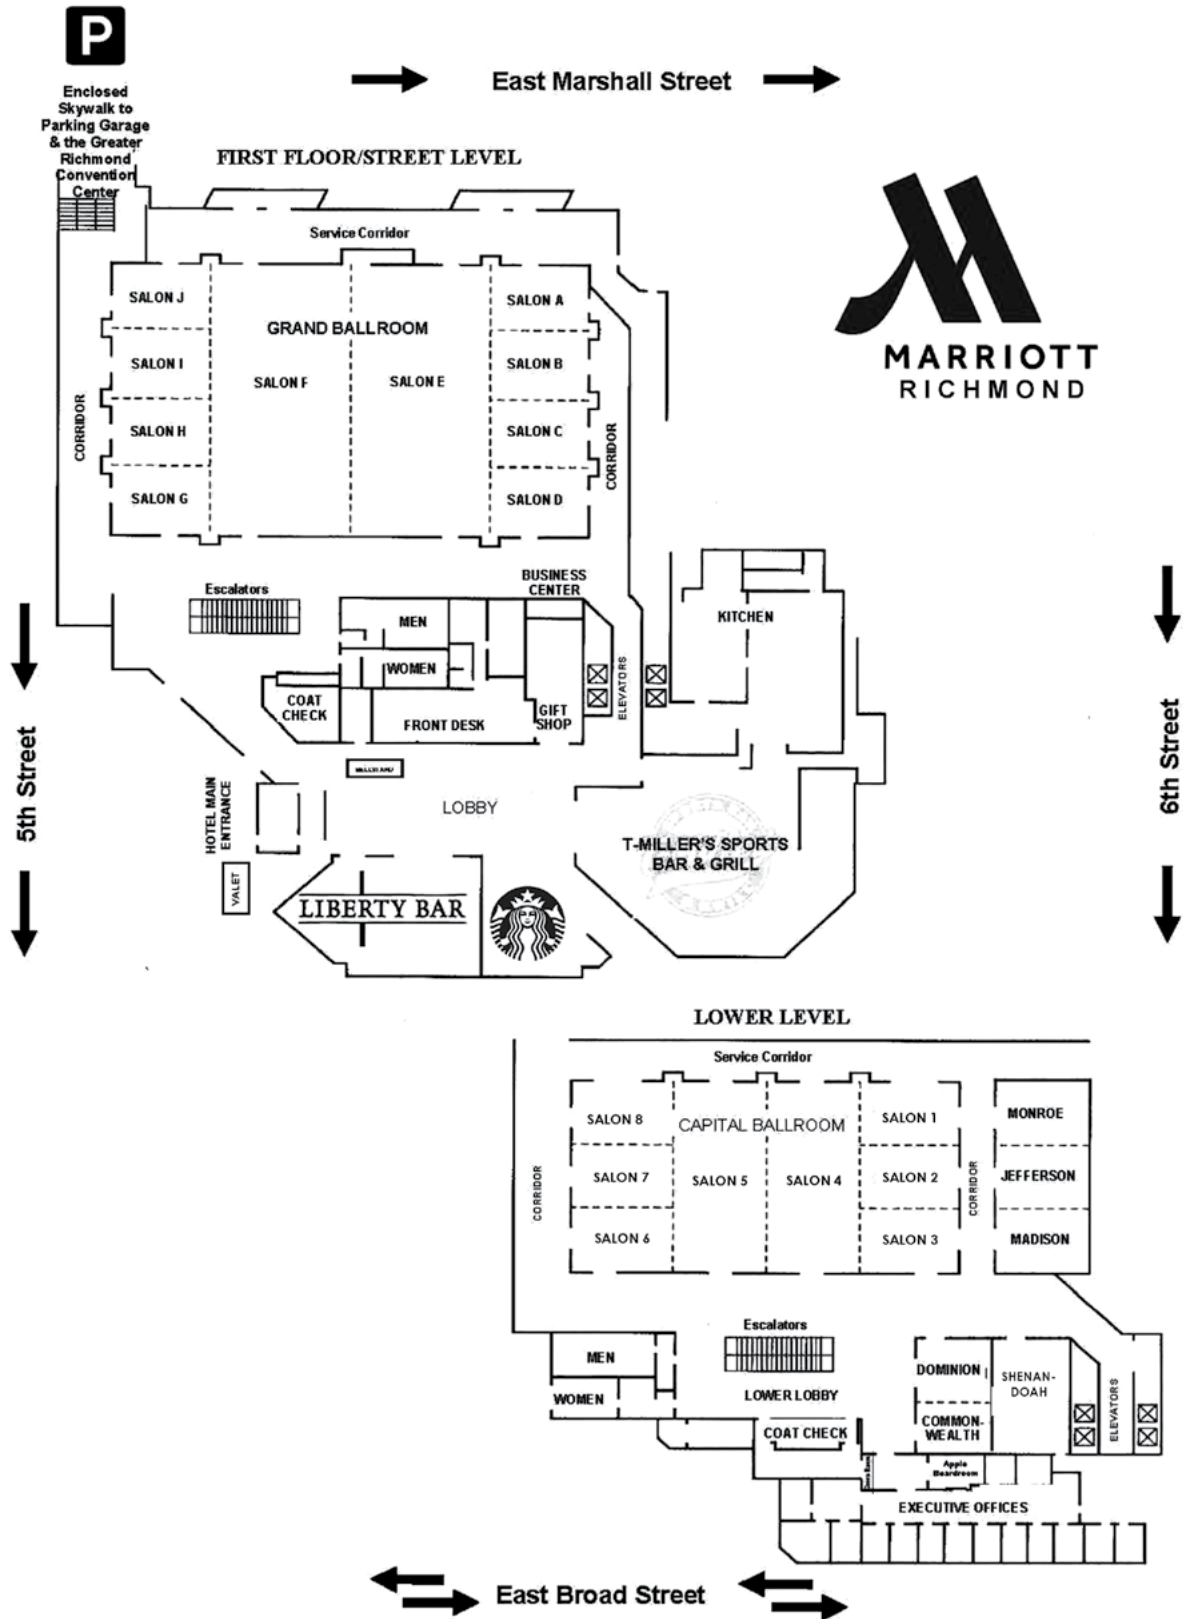 P
Enclosed
Skywalk to
Parking Garage
& the Greater
Richmond
Convention
Center
East Marshall Street
FIRST FLOOR/STREET LEVEL
MARRIOTT
RICHMOND
Service Corridor
SALON J
SALON A
GRAND BALLROOM
SALON I
SALON B
SALON F
SALON E
CORRIDOR
SALON H
SALON C
CORRIDOR
SALON G
SALON D
Escalators
BUSINESS
CENTER
MEN
KITCHEN
WOMEN
ELEVATORS
COAT
CHECK
FRONT DESK
GIFT
SHOP
5th Street
6th Street
HOTEL MAIN
ENTRANCE
LOBBY
T-MILLER'S SPORTS
BAR & GRILL
VALET
LIBERTY BAR
LOWER LEVEL
Service Corridor
SALON 8
CAPITAL BALLROOM
SALON 1
MONROE
CORRIDOR
SALON 7
SALON 5
SALON 4
SALON 2
CORRIDOR
JEFFERSON
SALON 6
SALON 3
MADISON
Escalators
MEN
DOMINION
SHENAN-
DOAH
WOMEN
LOWER LOBBY
ELEVATORS
COAT CHECK
COMMON-
WEALTH
Apple
Boardroom
EXECUTIVE OFFICES
East Broad Street